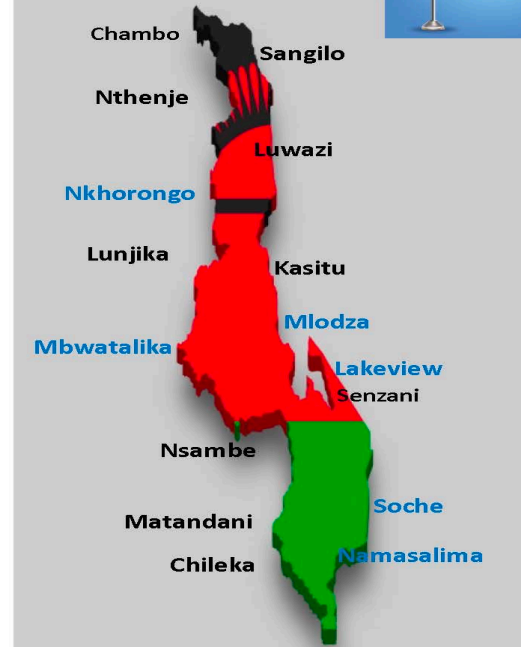 Chambo
Sangilo
Nthenje
Luwazi
Nkhorongo
Lunjika
Kasitu
Mlodza
Mbwatalika
Lakeview
Senzani
Nsambe
Soche
Matandani
Namasalima
Chileka